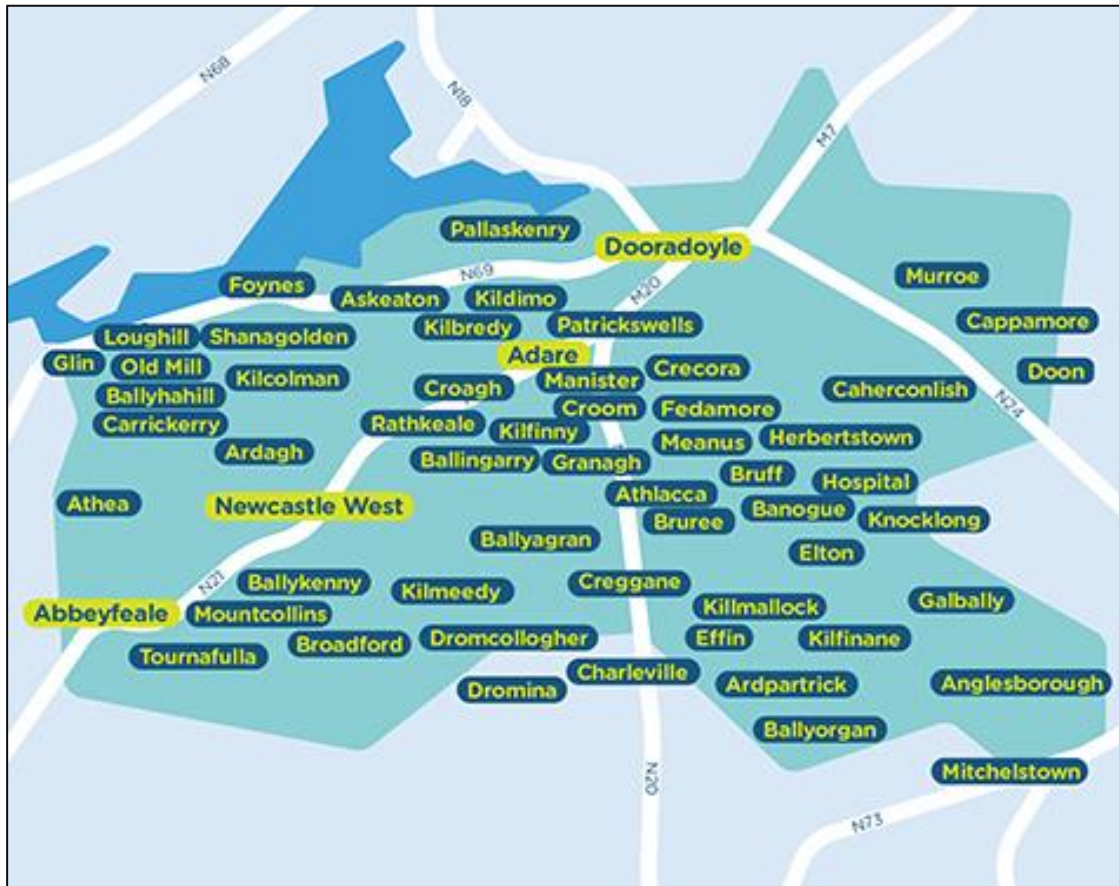 N68
N18
M7
Pallaskenry
Dooradoyle
N69
Murroe
Foynes
Askeaton
Kildimo
M20
Loughill
Shanagolden
Kilbredy
Patrickswells
Cappamore
Glin
Old Mill
Adare
Kilcolman
Croagh
Manister
Crecora
Doon
Ballyhahill
Caherconlish
N24
Carrickerry
Rathkeale
Kilfinny
Croom
Fedamore
Ardagh
Ballingarry
Granagh
Meanus
Herbertstown
Bruff
Hospital
Athea
Newcastle West
Athlacca
Banogue
Bruree
Knocklong
Ballyagran
Elton
N21
Ballykenny
Kilmeedy
Creggane
Killmallock
Galbally
Abbeyfeale
Mountcollins
Broadford
Dromcollogher
Effin
Kilfinane
Tournafulla
Dromina
Charleville
Ardpartrick
Anglesborough
Ballyorgan
N20
Mitchelstown
N73